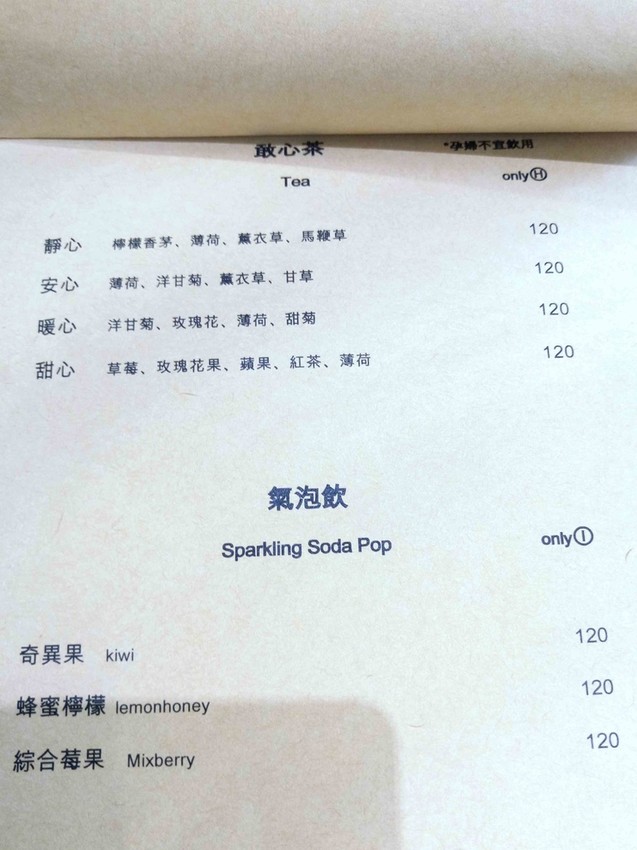 敢心茶 *孕婦不宜飲用
Tea onlyⒽ
靜心 檸檬香茅、薄荷、薰衣草、馬鞭草 120
安心 薄荷、洋甘菊、薰衣草、甘草 120
暖心 洋甘菊、玫瑰花、薄荷、甜菊 120
甜心 草莓、玫瑰花果、蘋果、紅茶、薄荷 120
氣泡飲
Sparkling Soda Pop onlyⒾ
奇異果 kiwi 120
蜂蜜檸檬 lemonhoney 120
綜合莓果 Mixberry 120